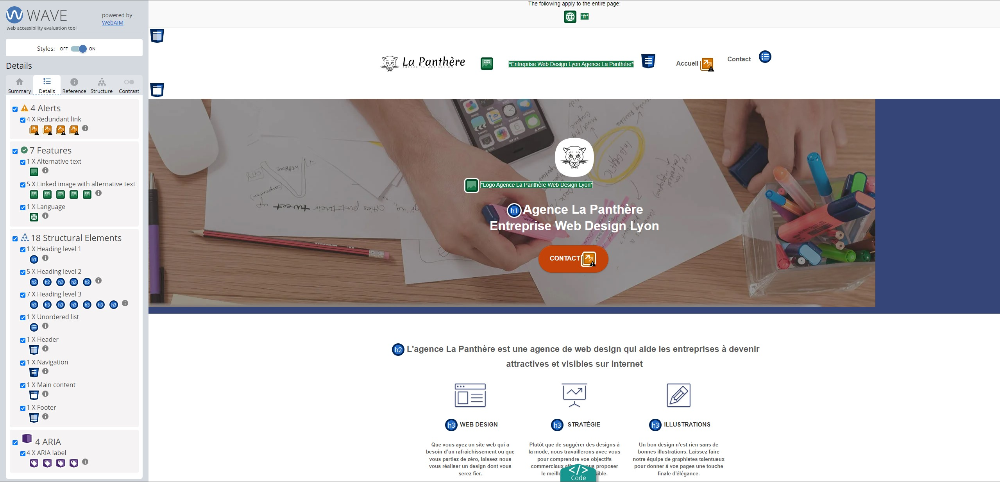 WAVE
powered by
WebAIM
web accessibility evaluation tool
Styles: OFF ON
Details
Summary Details Reference Structure Contrast
4 Alerts
4 X Redundant link
7 Features
1 X Alternative text
5 X Linked image with alternative text
1 X Language
18 Structural Elements
1 X Heading level 1
h1
5 X Heading level 2
h2 h2 h2 h2 h2
7 X Heading level 3
h3 h3 h3 h3 h3 h3 h3
1 X Unordered list
1 X Header
1 X Navigation
1 X Main content
1 X Footer
4 ARIA
4 X ARIA label
The following apply to the entire page:
*fr*
La Panthère
AGENCE DE WEB DESIGN
*Entreprise Web Design Lyon Agence La Panthère*
Accueil
Contact
*Logo Agence La Panthère Web Design Lyon*
h1 Agence La Panthère
Entreprise Web Design Lyon
CONTACT
h2 L'agence La Panthère est une agence de web design qui aide les entreprises à devenir
attractives et visibles sur internet
h3 WEB DESIGN
Que vous ayez un site web qui a
besoin d’un rafraîchissement ou que
vous partiez de zéro, laissez-nous
vous réaliser un design dont vous
serez fier.
h3 STRATÉGIE
Plutôt que de suggérer des designs à
la mode, nous travaillerons avec vous
pour comprendre vos objectifs
commerciaux proposer
le
h3 ILLUSTRATIONS
Un bon design n'est rien sans de
bonnes illustrations. Laissez faire
notre équipe de graphistes talentueux
pour donner à vos pages une touche
finale d'élégance.
</> Code